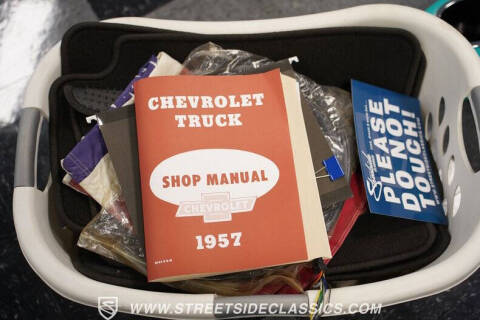 CHEVROLET
TRUCK
SHOP MANUAL
CHEVROLET
1957
PLEASE
DO NOT
TOUCH!
WWW.STREETSIDECLASSICS.COM